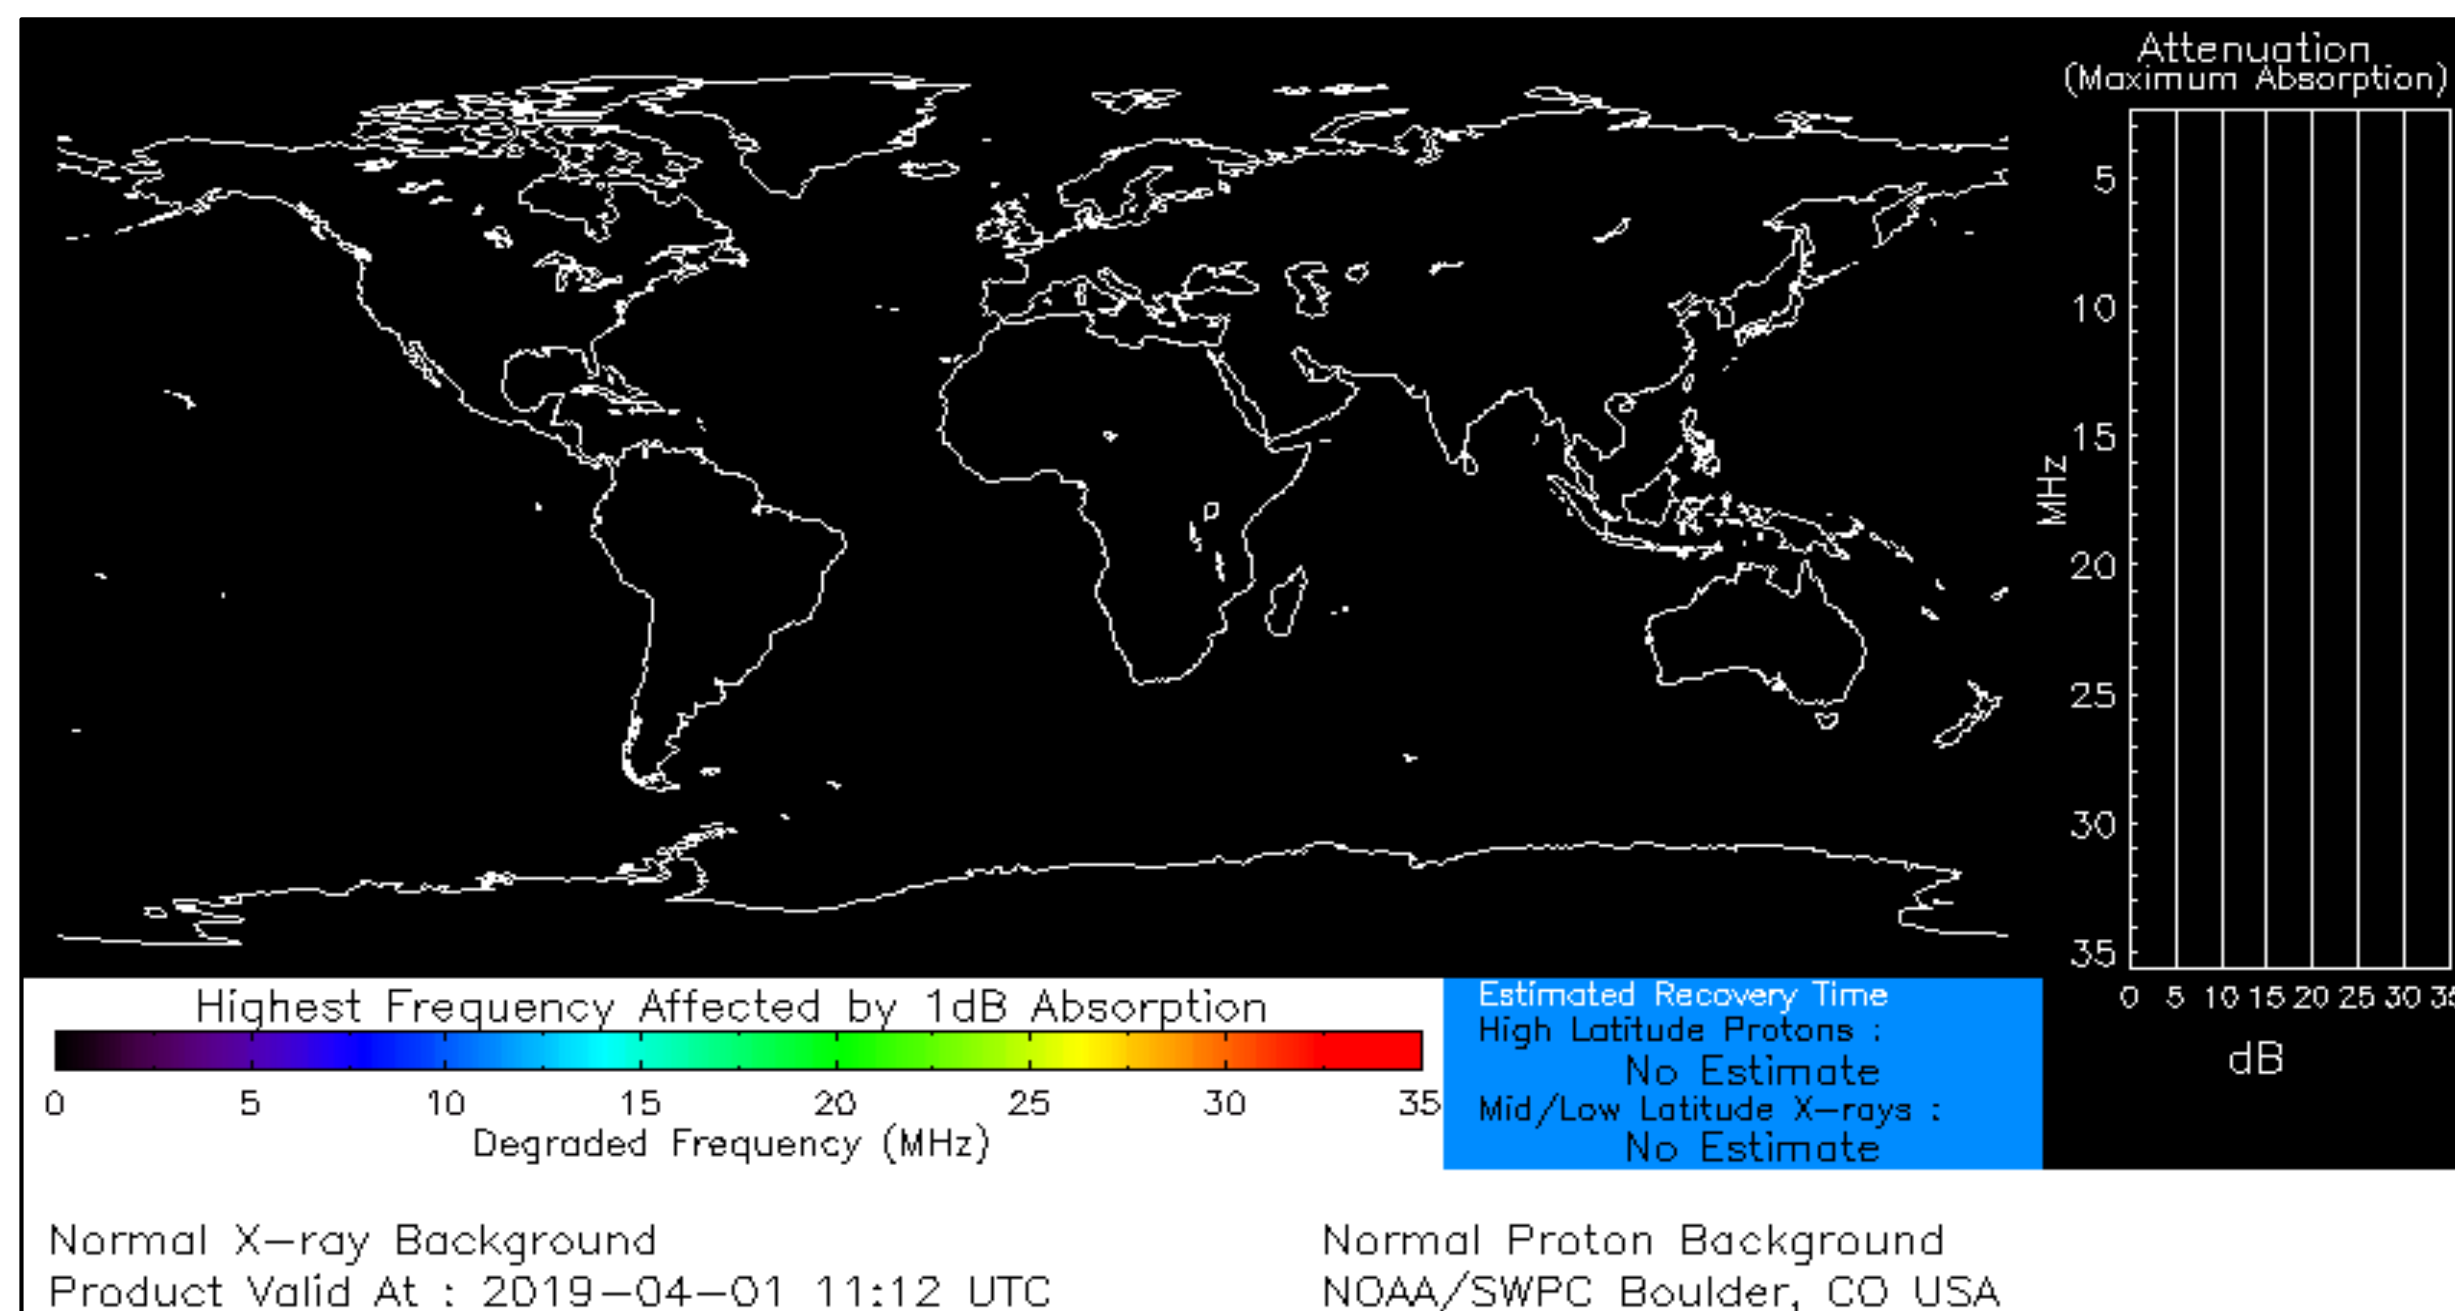 Attenuation
(Maximum Absorption)
5
10
15
20
25
30
35
MHz
0 5 10 15 20 25 30
dB
Highest Frequency Affected by 1dB Absorption
0 5 10 15 20 25 30 35
Degraded Frequency (MHz)
Estimated Recovery Time
High Latitude Protons :
No Estimate
Mid/Low Latitude X-rays :
No Estimate
Normal X-ray Background
Normal Proton Background
Product Valid At : 2019-04-01 11:12 UTC
NOAA/SWPC Boulder, CO USA